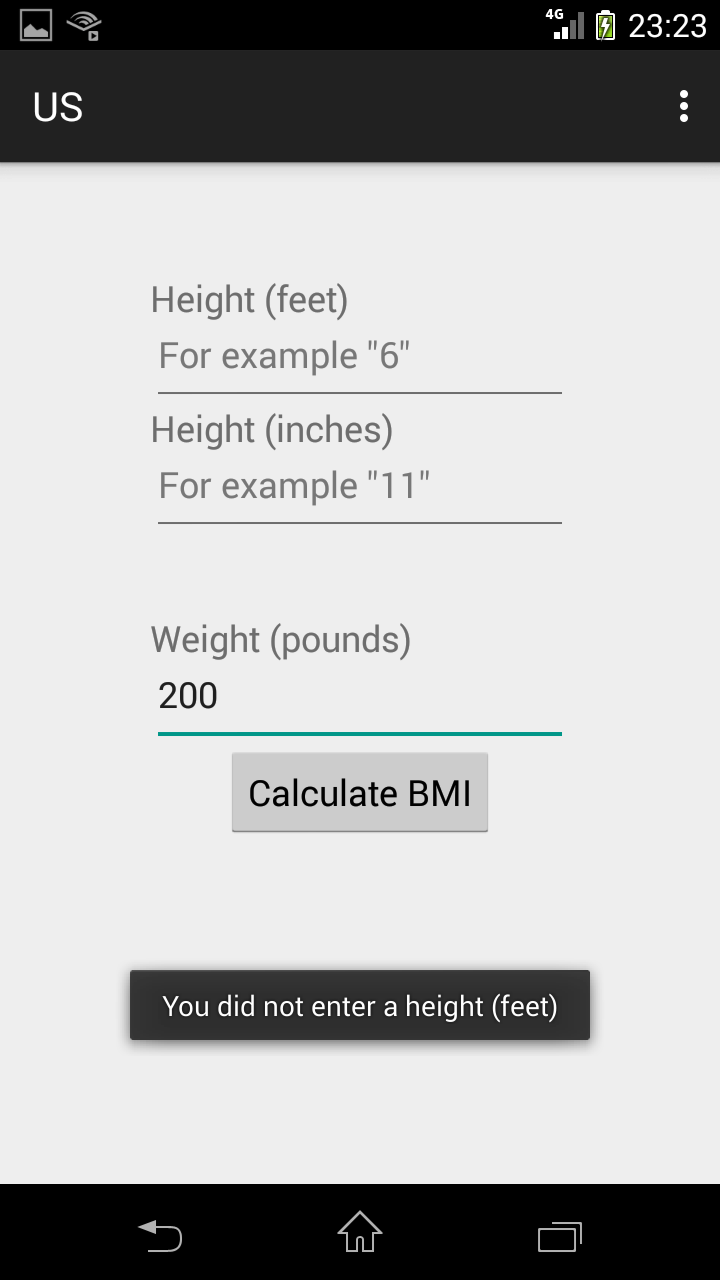 4G 23:23
US
Height (feet)
For example "6"
Height (inches)
For example "11"
Weight (pounds)
200
Calculate BMI
You did not enter a height (feet)